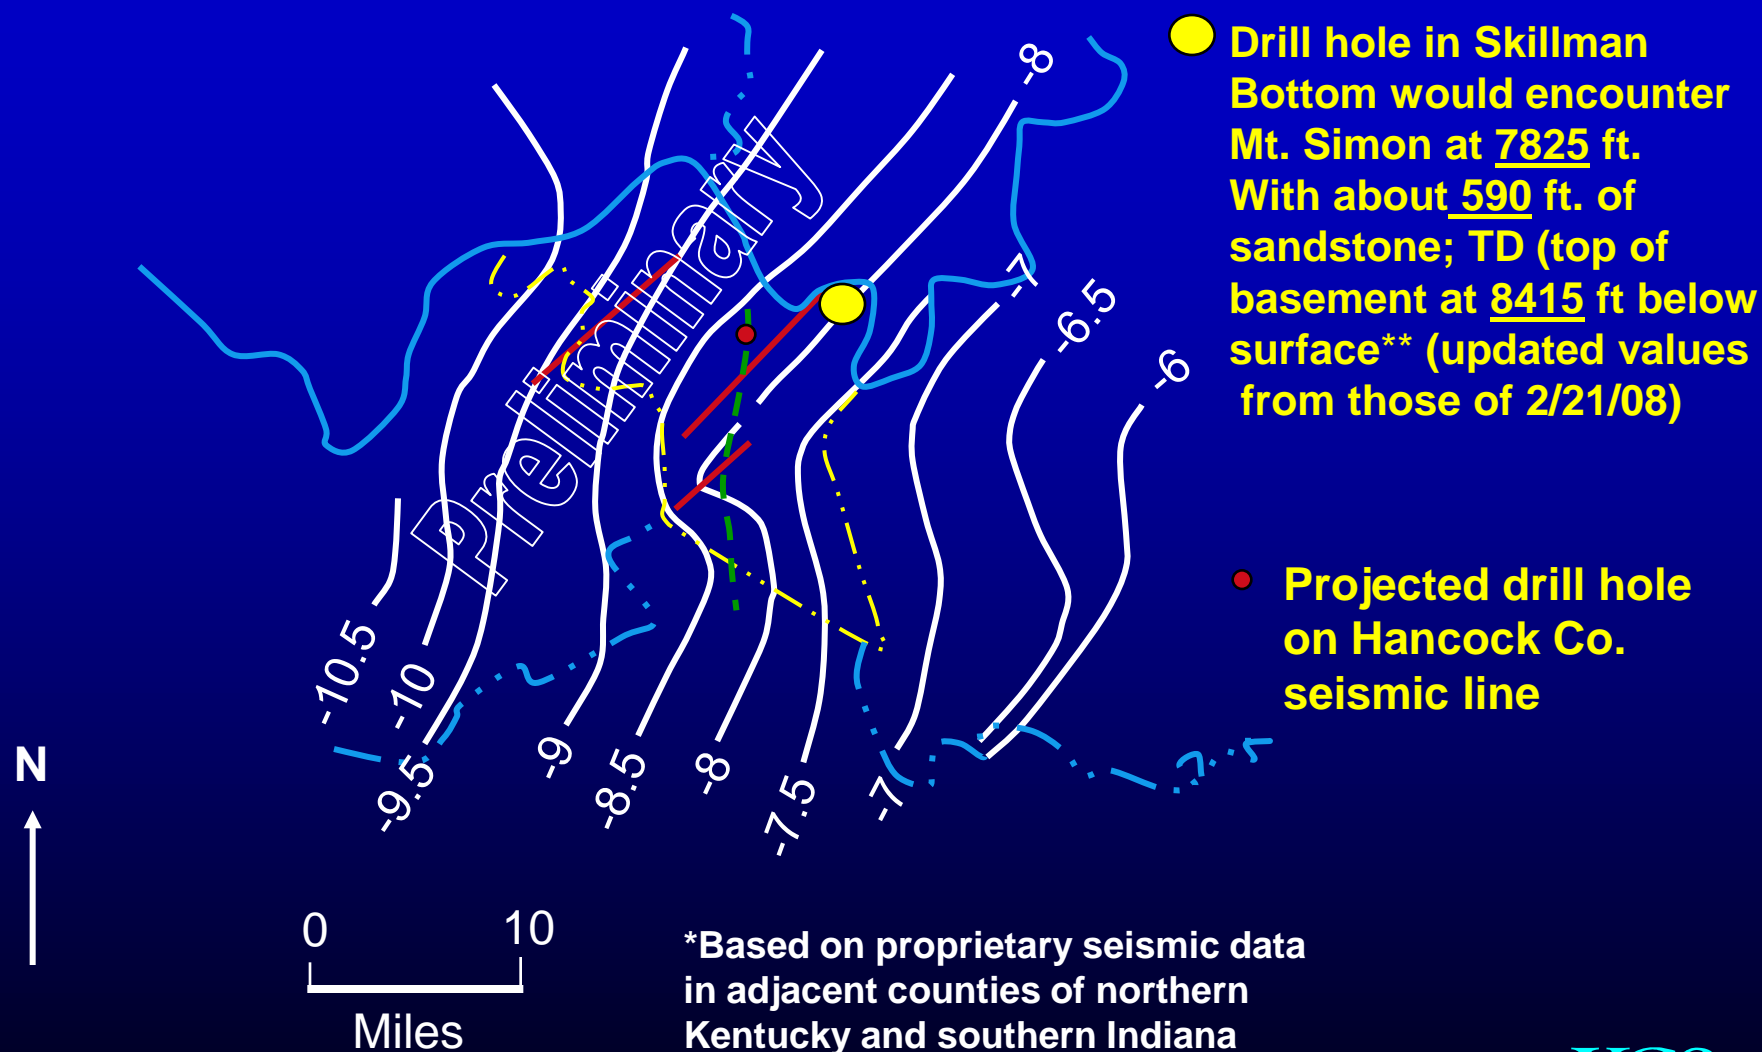 Drill hole in Skillman
Bottom would encounter
Mt. Simon at 7825 ft.
With about 590 ft. of
sandstone; TD (top of
basement at 8415 ft below
surface** (updated values
from those of 2/21/08)
-8
-7
-6.5
-6
Preliminary
Projected drill hole
on Hancock Co.
seismic line
-10.5
-10
-9.5
-9
-8.5
-8
-7.5
-7
N
0 10
Miles
*Based on proprietary seismic data
in adjacent counties of northern
Kentucky and southern Indiana